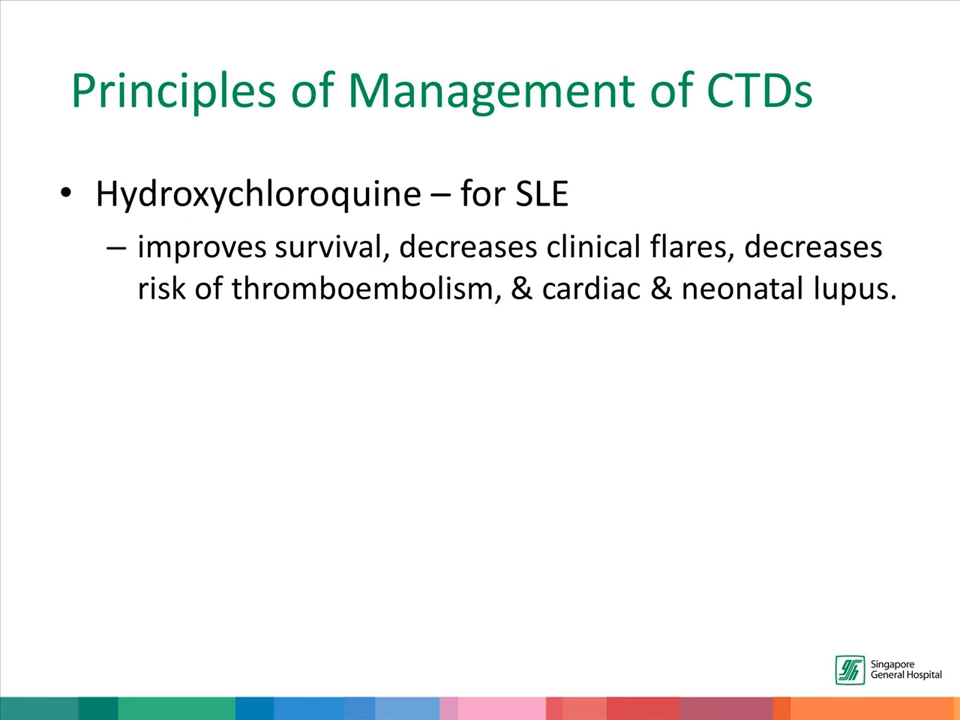 Principles of Management of CTDs
• Hydroxychloroquine – for SLE
– improves survival, decreases clinical flares, decreases
risk of thromboembolism, & cardiac & neonatal lupus.
Singapore
General Hospital